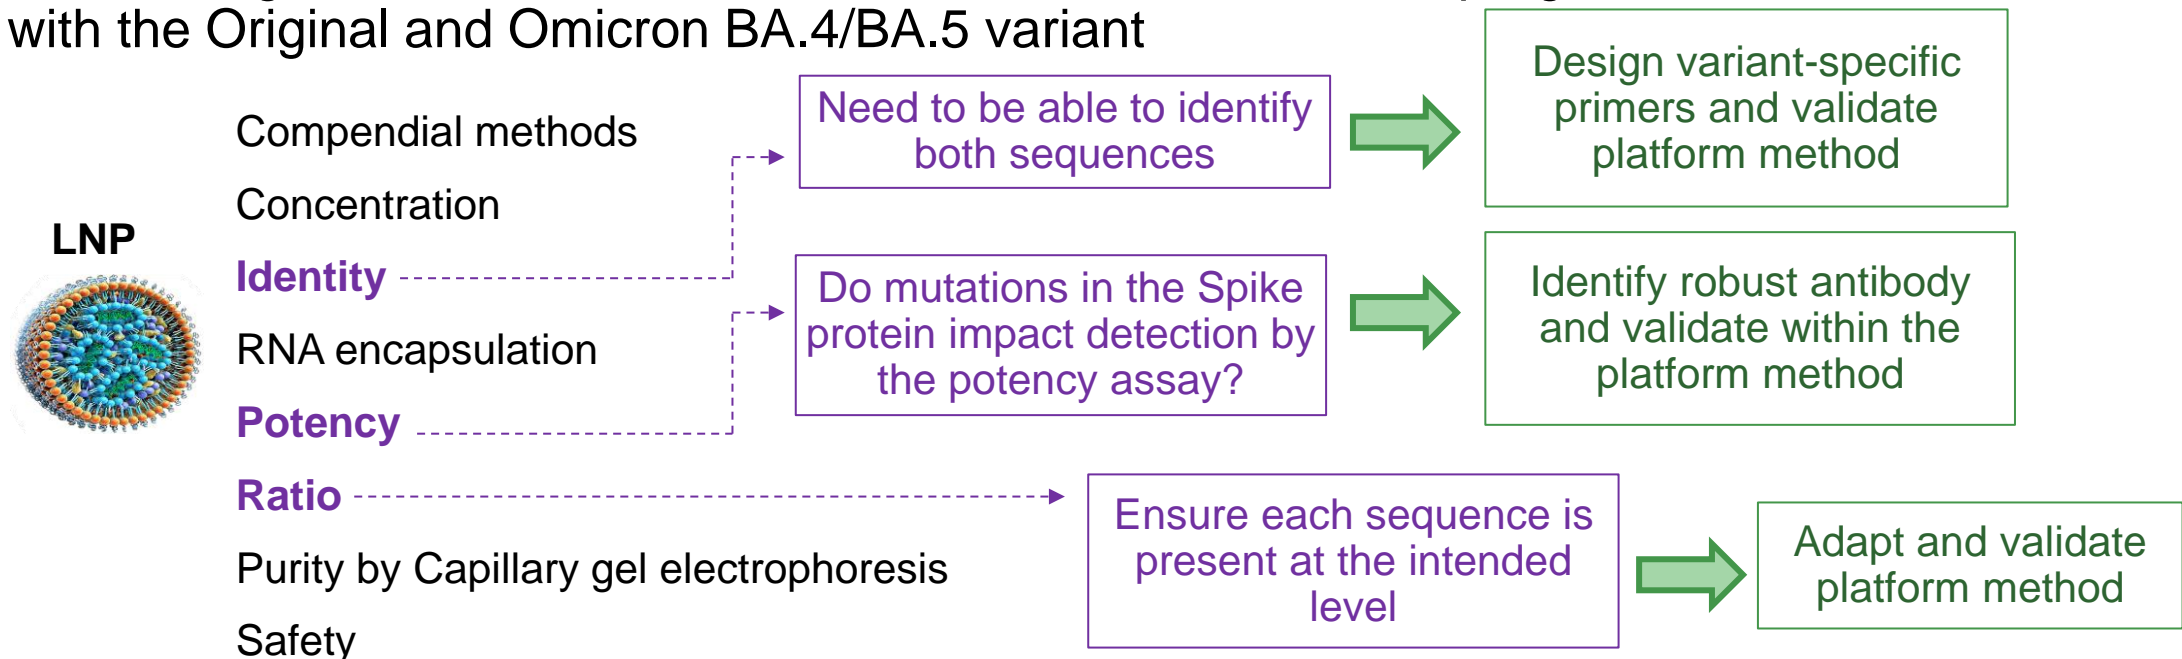 with the Original and Omicron BA.4/BA.5 variant
Compendial methods
Concentration
LNP
Identity
RNA encapsulation
Potency
Ratio
Purity by Capillary gel electrophoresis
Safety
Need to be able to identify
both sequences
Design variant-specific
primers and validate
platform method
Do mutations in the Spike
protein impact detection by
the potency assay?
Identify robust antibody
and validate within the
platform method
Ensure each sequence is
present at the intended
level
Adapt and validate
platform method